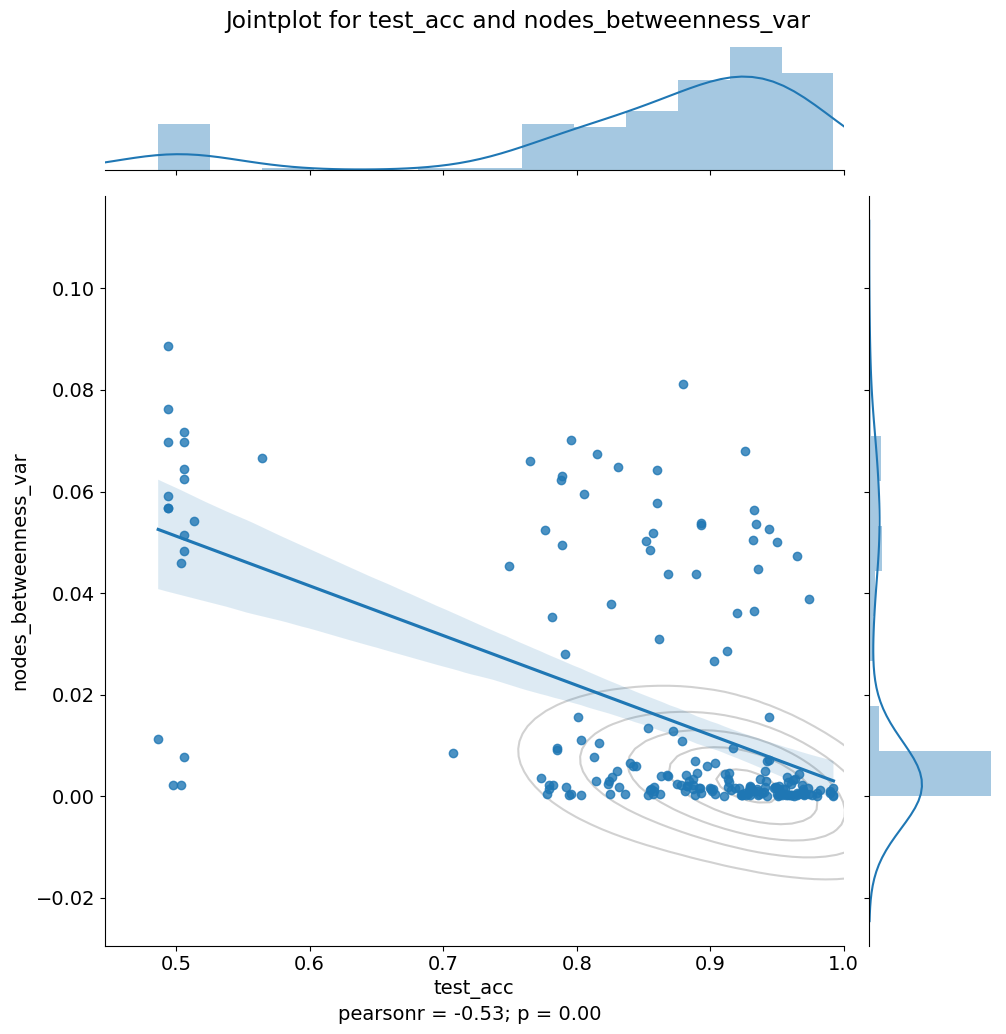 Jointplot for test_acc and nodes_betweenness_var
0.10
0.08
0.06
0.04
0.02
0.00
−0.02
nodes_betweenness_var
0.5 0.6 0.7 0.8 0.9 1.0
test_acc
pearsonr = -0.53; p = 0.00